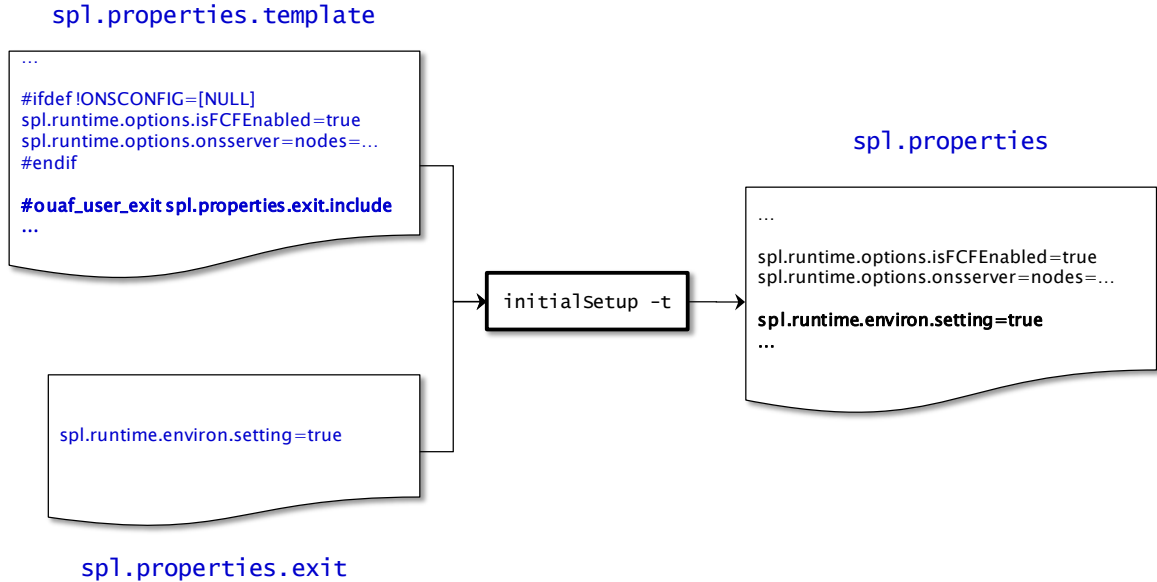 spl.properties.template
...
#ifdef !ONSCONFIG=[NULL]
spl.runtime.options.isFCFEnabled=true
spl.runtime.options.onsserver=nodes=...
#endif
#ouaf_user_exit spl.properties.exit.include
...
spl.runtime.environ.setting=true
spl.properties.exit
initialSetup -t
spl.properties
...
spl.runtime.options.isFCFEnabled=true
spl.runtime.options.onsserver=nodes=...
spl.runtime.environ.setting=true
...